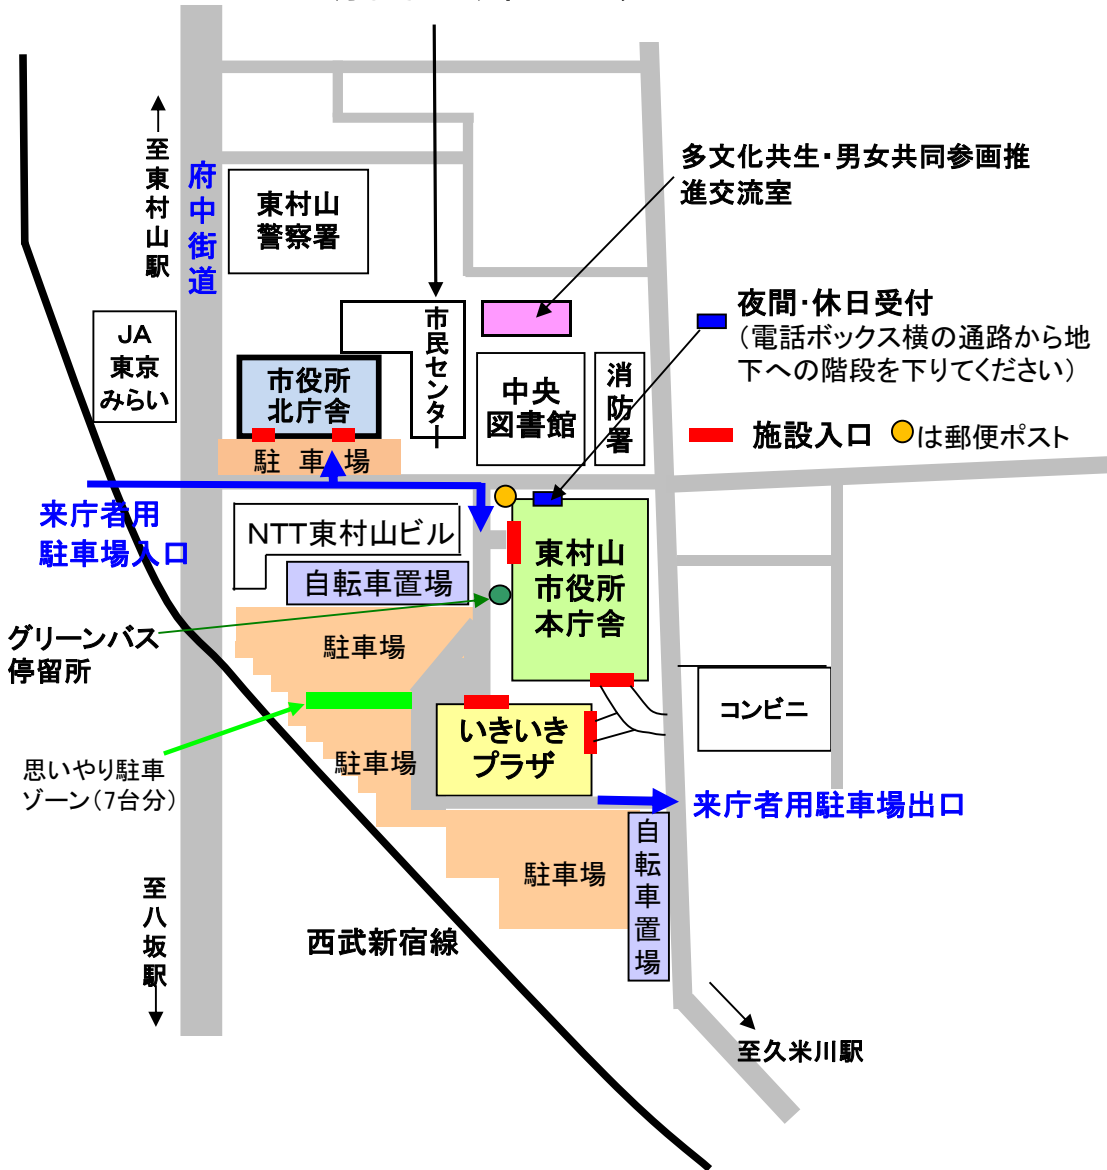 多文化共生・男女共同参画推
進交流室
至東村山駅
府中街道
東村山
警察署
夜間・休日受付
(電話ボックス横の通路から地
下への階段を下りてください)
JA
東京
みらい
市民センター
市役所
北庁舎
中央
図書館
消防署
施設入口
は郵便ポスト
駐車場
来庁者用
駐車場入口
NTT東村山ビル
東村山
市役所
本庁舎
自転車置場
グリーンバス
停留所
駐車場
コンビニ
いきいき
プラザ
思いやり駐車
ゾーン(7台分)
駐車場
来庁者用駐車場出口
自転車置場
駐車場
至八坂駅
西武新宿線
至久米川駅